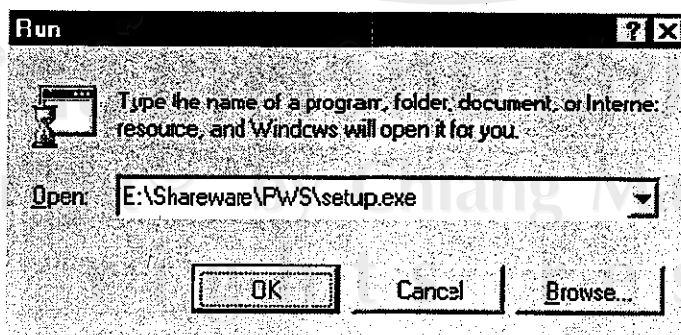 Run
Type the name of a program, folder, document, or Internet
resource, and Windows will open it for you.
Open: E:\Shareware\PWS\setup.exe
OK Cancel Browse...